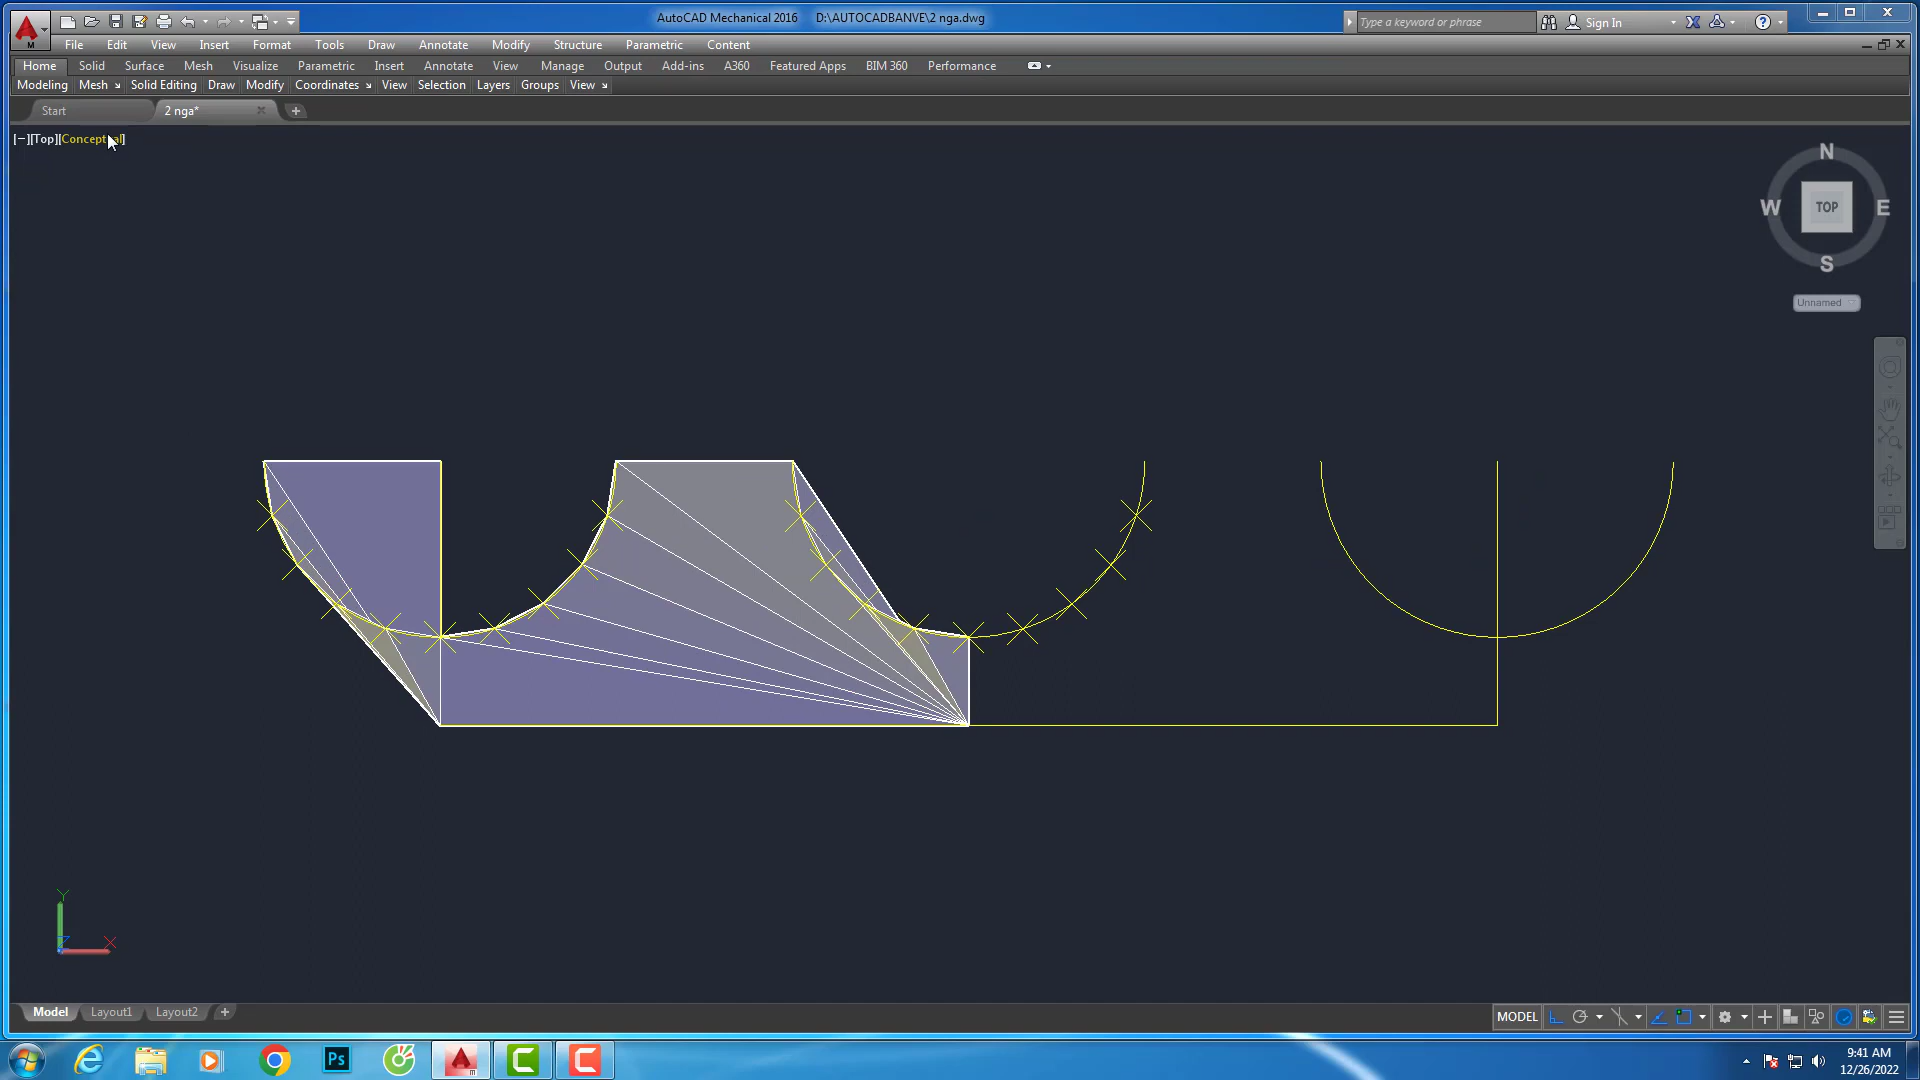 AutoCAD Mechanical 2016 D:\AUTOCADBANVE\2 nga.dwg
Type a keyword or phrase
Sign In
M
File Edit View Insert Format Tools Draw Annotate Modify Structure Parametric Content
Home Solid Surface Mesh Visualize Parametric Insert Annotate View Manage Output Add-ins A360 Featured Apps BIM 360 Performance
Modeling Mesh Solid Editing Draw Modify Coordinates View Selection Layers Groups View
Start 2 nga*
[−][Top][Conceptual]
N
W TOP E
S
Unnamed
Y
Z X
Model Layout1 Layout2
MODEL
Ps
9:41 AM
12/26/2022